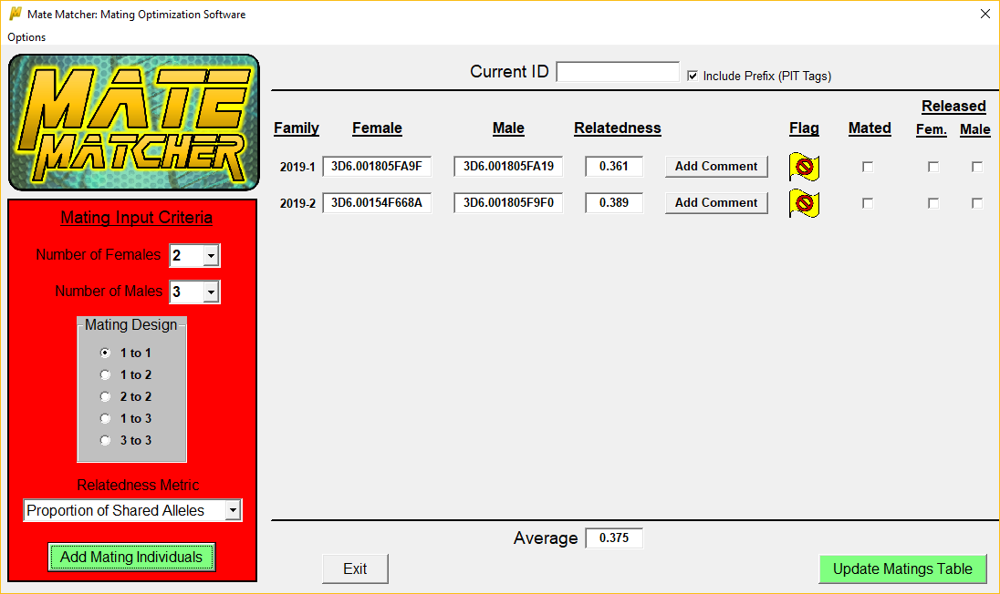 Mate Matcher: Mating Optimization Software
Options
MATE
MATCHER
Current ID
Include Prefix (PIT Tags)
Released
Family Female Male Relatedness Flag Mated Fem. Male
2019-1 3D6.001805FA9F 3D6.001805FA19 0.361 Add Comment
2019-2 3D6.00154F668A 3D6.001805F9F0 0.389 Add Comment
Mating Input Criteria
Number of Females 2
Number of Males 3
Mating Design
1 to 1
1 to 2
2 to 2
1 to 3
3 to 3
Relatedness Metric
Proportion of Shared Alleles
Add Mating Individuals
Average 0.375
Exit
Update Matings Table